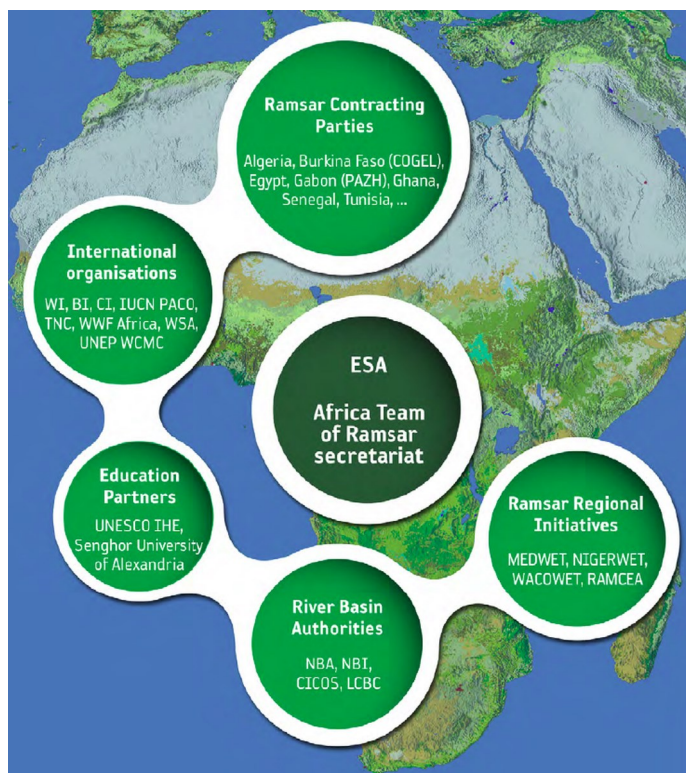 Ramsar Contracting
Parties
Algeria, Burkina Faso (COGEL),
Egypt, Gabon (PAZH), Ghana,
Senegal, Tunisia, ...
International
organisations
WI, BI, CI, IUCN PACO,
TNC, WWF Africa, WSA,
UNEP WCMC
ESA
Africa Team
of Ramsar
secretariat
Education
Partners
UNESCO IHE,
Senghor University
of Alexandria
Ramsar Regional
Initiatives
MEDWET, NIGERWET,
WACOWET, RAMCEA
River Basin
Authorities
NBA, NBI,
CICOS, LCBC